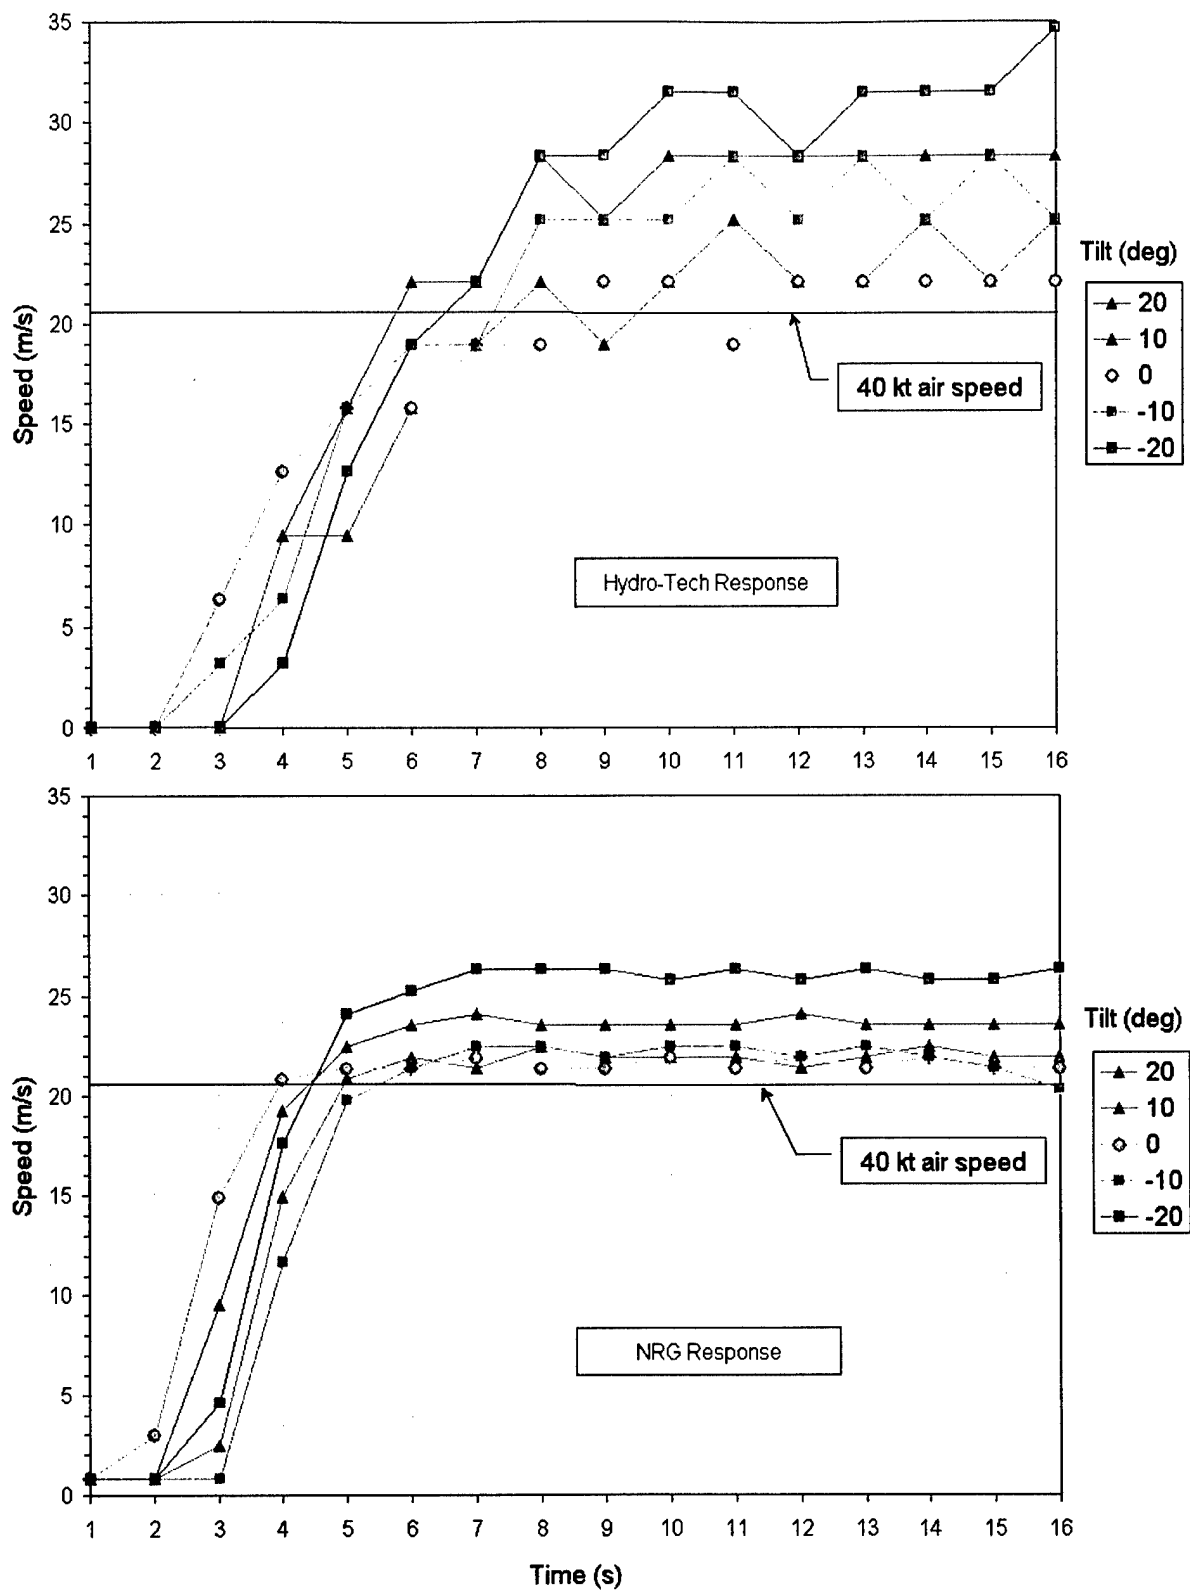 35
30
25
20
15
10
5
0
Speed (m/s)
1 2 3 4 5 6 7 8 9 10 11 12 13 14 15 16
Tilt (deg)
20
10
0
-10
-20
40 kt air speed
Hydro-Tech Response
35
30
25
20
15
10
5
0
Speed (m/s)
1 2 3 4 5 6 7 8 9 10 11 12 13 14 15 16
Time (s)
Tilt (deg)
20
10
0
-10
-20
40 kt air speed
NRG Response